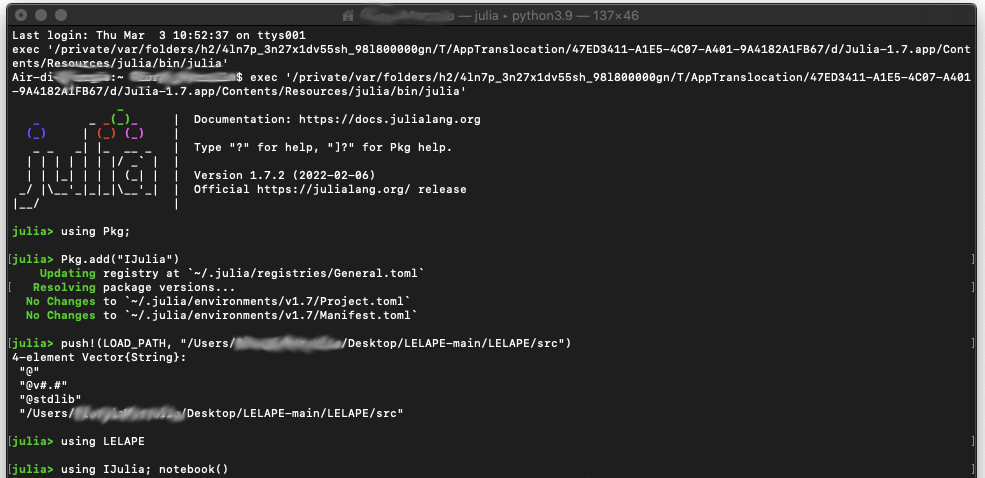 — julia • python3.9 — 137×46
Last login: Thu Mar  3 10:52:37 on ttys001
exec '/private/var/folders/h2/4ln7p_3n27x1dv55sh_98l800000gn/T/AppTranslocation/47ED3411-A1E5-4C07-A401-9A4182A1FB67/d/Julia-1.7.app/Cont
ents/Resources/julia/bin/julia'
Air-di-:~ $ exec '/private/var/folders/h2/4ln7p_3n27x1dv55sh_98l800000gn/T/AppTranslocation/47ED3411-A1E5-4C07-A401
-9A4182A1FB67/d/Julia-1.7.app/Contents/Resources/julia/bin/julia'
               _
   _       _ _(_)_     |  Documentation: https://docs.julialang.org
  (_)     | (_) (_)    |
   _ _   _| |_  __ _   |  Type "?" for help, "]?" for Pkg help.
  | | | | | | |/ _` |  |
  | | |_| | | | (_| |  |  Version 1.7.2 (2022-02-06)
 _/ |\__'_|_|_|\__'_|  |  Official https://julialang.org/ release
|__/                   |
julia> using Pkg;
[julia> Pkg.add("IJulia") ]
    Updating registry at `~/.julia/registries/General.toml`
[   Resolving package versions... ]
  No Changes to `~/.julia/environments/v1.7/Project.toml`
  No Changes to `~/.julia/environments/v1.7/Manifest.toml`
[julia> push!(LOAD_PATH, "/Users/ /Desktop/LELAPE-main/LELAPE/src") ]
4-element Vector{String}:
 "@"
 "@v#.#"
 "@stdlib"
 "/Users/ /Desktop/LELAPE-main/LELAPE/src"
[julia> using LELAPE ]
[julia> using IJulia; notebook() ]